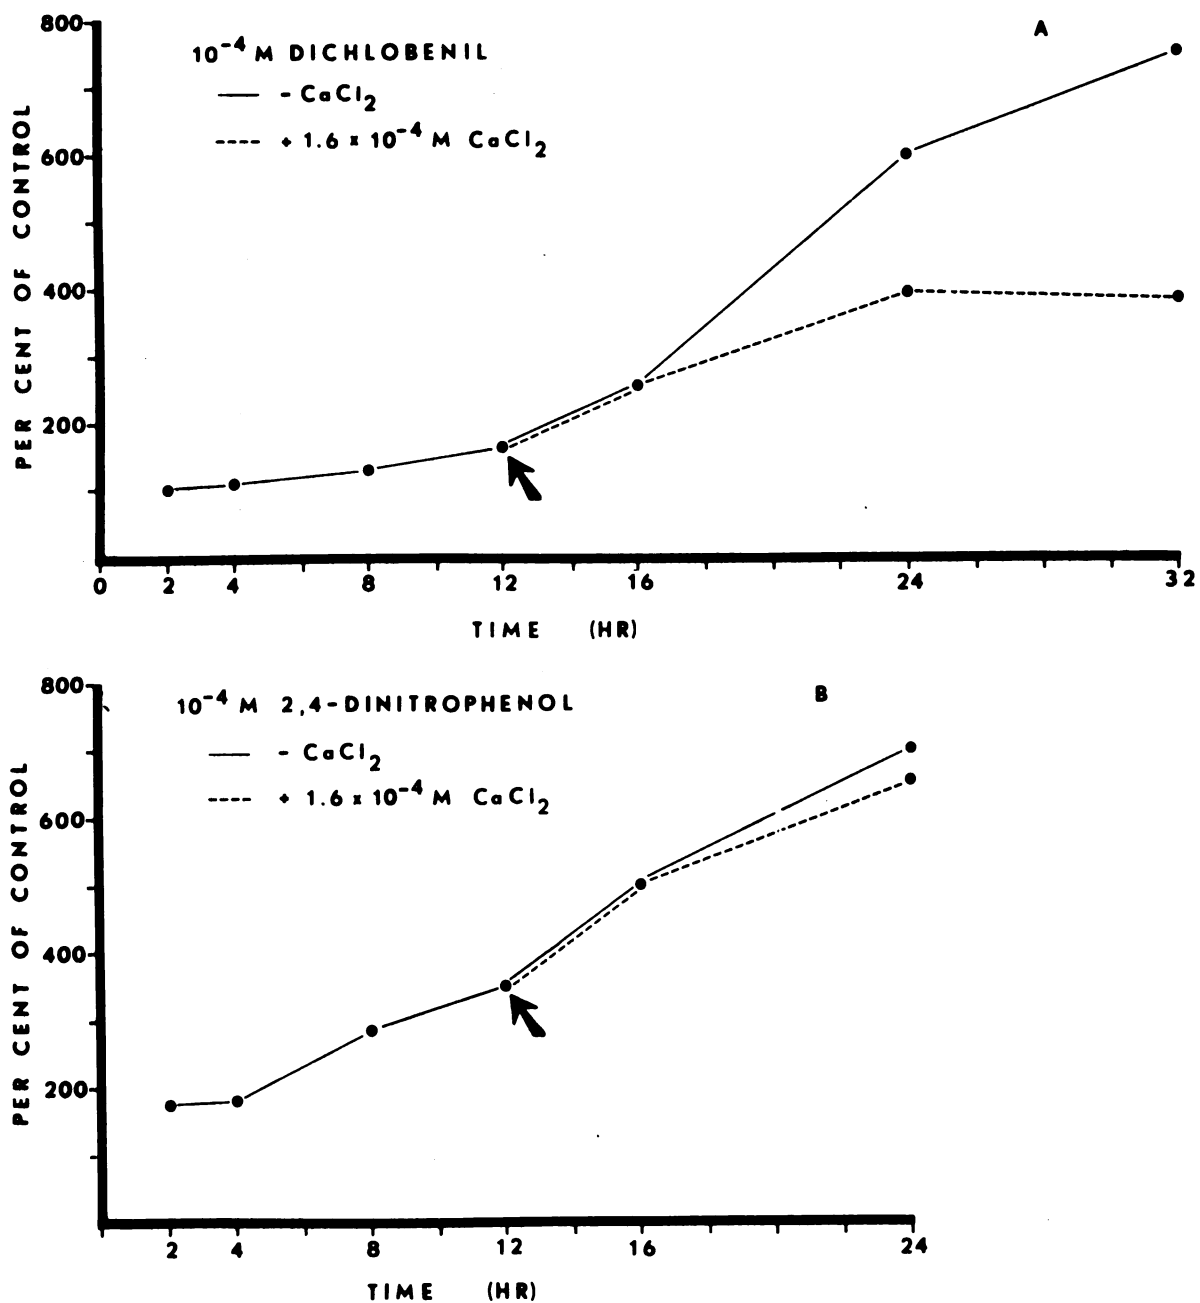 A
10⁻⁴ M DICHLOBENIL
- CaCl₂
+ 1.6 x 10⁻⁴ M CaCl₂
PER CENT OF CONTROL
800
600
400
200
0 2 4 8 12 16 24 32
TIME (HR)
B
10⁻⁴ M 2,4-DINITROPHENOL
- CaCl₂
+ 1.6 x 10⁻⁴ M CaCl₂
PER CENT OF CONTROL
800
600
400
200
2 4 8 12 16 24
TIME (HR)